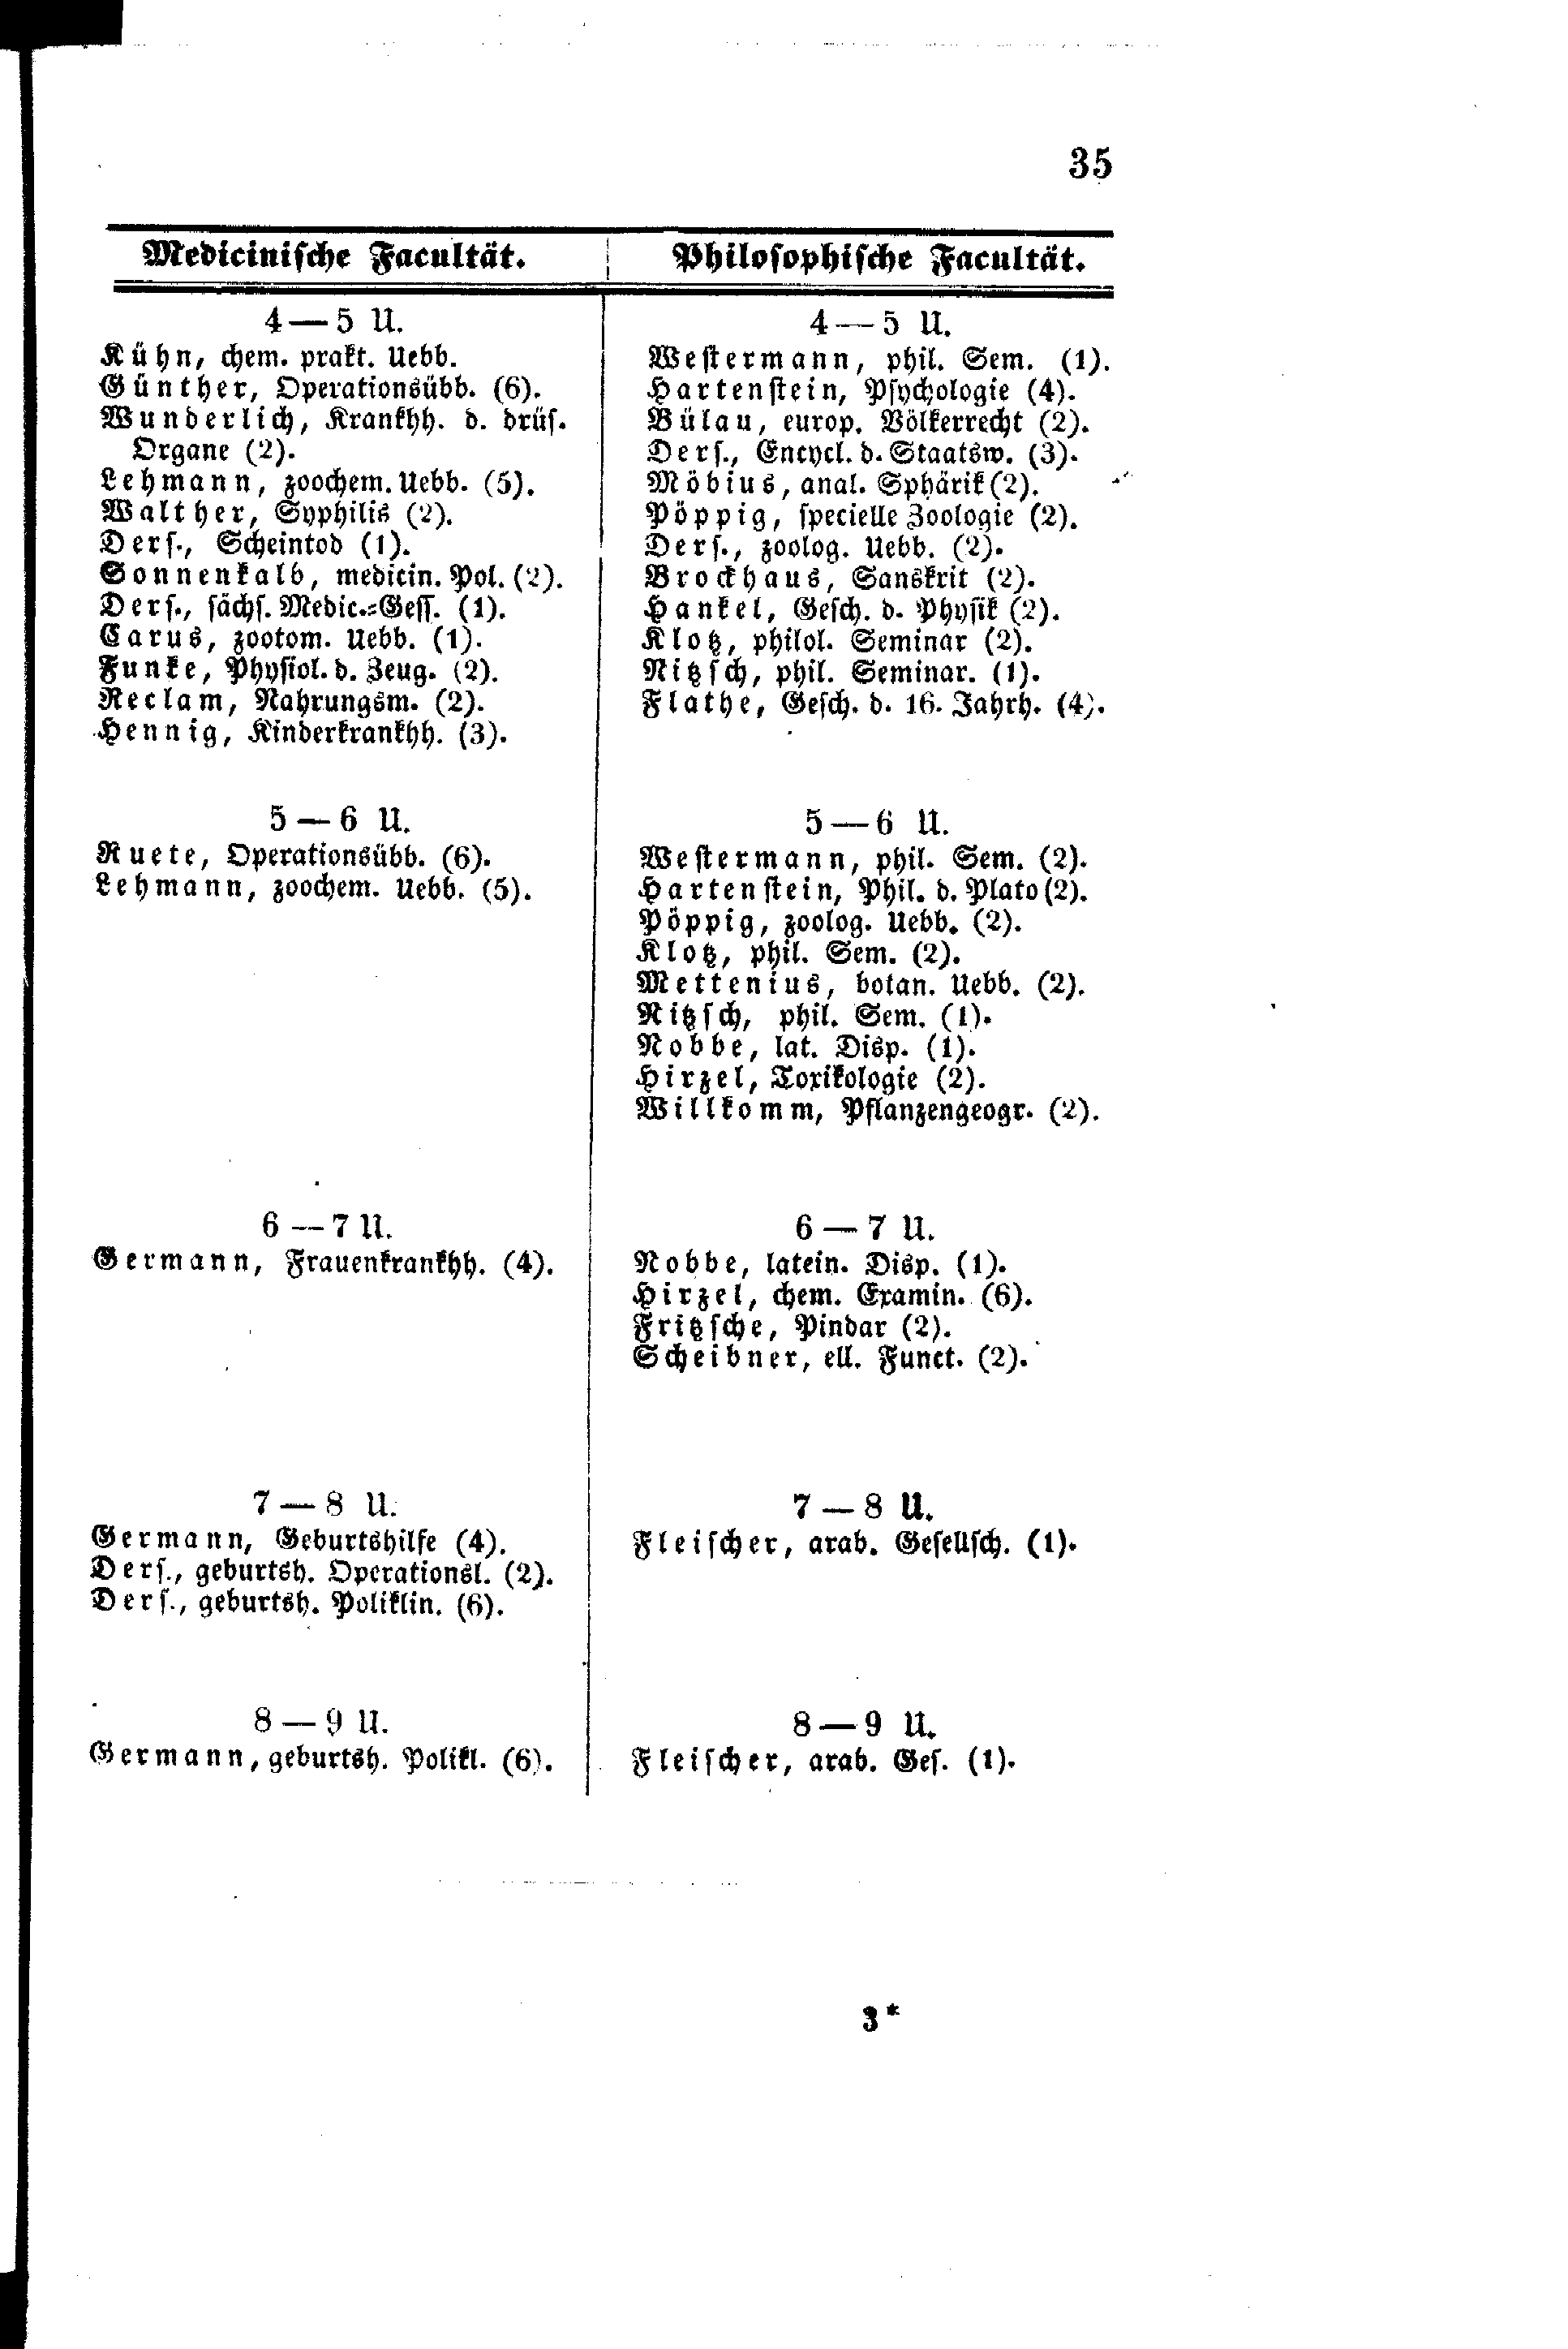 35
Medicinische Facultät.
4—5 U.
Kühn, chem. prakt. Uebb.
Günther, Operationsübb. (6).
Wunderlich, Krankhh. d. drüs.
Organe (2).
Lehmann, zoochem. Uebb. (5).
Walther, Syphilis (2).
Ders., Scheintod (1).
Sonnenkalb, medicin. Pol. (2).
Ders., sächs. Medic.-Gess. (1).
Carus, zootom. Uebb. (1).
Funke, Physiol. d. Zeug. (2).
Reclam, Nahrungsm. (2).
Hennig, Kinderkrankhh. (3).
5—6 U.
Ruete, Operationsübb. (6).
Lehmann, zoochem. Uebb. (5).
6—7 U.
Germann, Frauenkrankhh. (4).
7—8 U.
Germann, Geburtshilfe (4).
Ders., geburtsh. Operationsl. (2).
Ders., geburtsh. Poliklin. (6).
8—9 U.
Germann, geburtsh. Polikl. (6).
Philosophische Facultät.
4—5 U.
Westermann, phil. Sem. (1).
Hartenstein, Psychologie (4).
Bülau, europ. Völkerrecht (2).
Ders., Encycl. d. Staatsw. (3).
Möbius, anal. Sphärik (2).
Pöppig, specielle Zoologie (2).
Ders., zoolog. Uebb. (2).
Brockhaus, Sanskrit (2).
Hankel, Gesch. d. Physik (2).
Klotz, philol. Seminar (2).
Nitzsch, phil. Seminar. (1).
Flathe, Gesch. d. 16. Jahrh. (4).
5—6 U.
Westermann, phil. Sem. (2).
Hartenstein, Phil. d. Plato (2).
Pöppig, zoolog. Uebb. (2).
Klotz, phil. Sem. (2).
Mettenius, botan. Uebb. (2).
Nitzsch, phil. Sem. (1).
Nobbe, lat. Disp. (1).
Hirzel, Toxikologie (2).
Willkomm, Pflanzengeogr. (2).
6—7 U.
Nobbe, latein. Disp. (1).
Hirzel, chem. Examin. (6).
Fritzsche, Pindar (2).
Scheibner, ell. Funct. (2).
7—8 U.
Fleischer, arab. Gesellsch. (1).
8—9 U.
Fleischer, arab. Ges. (1).
3*